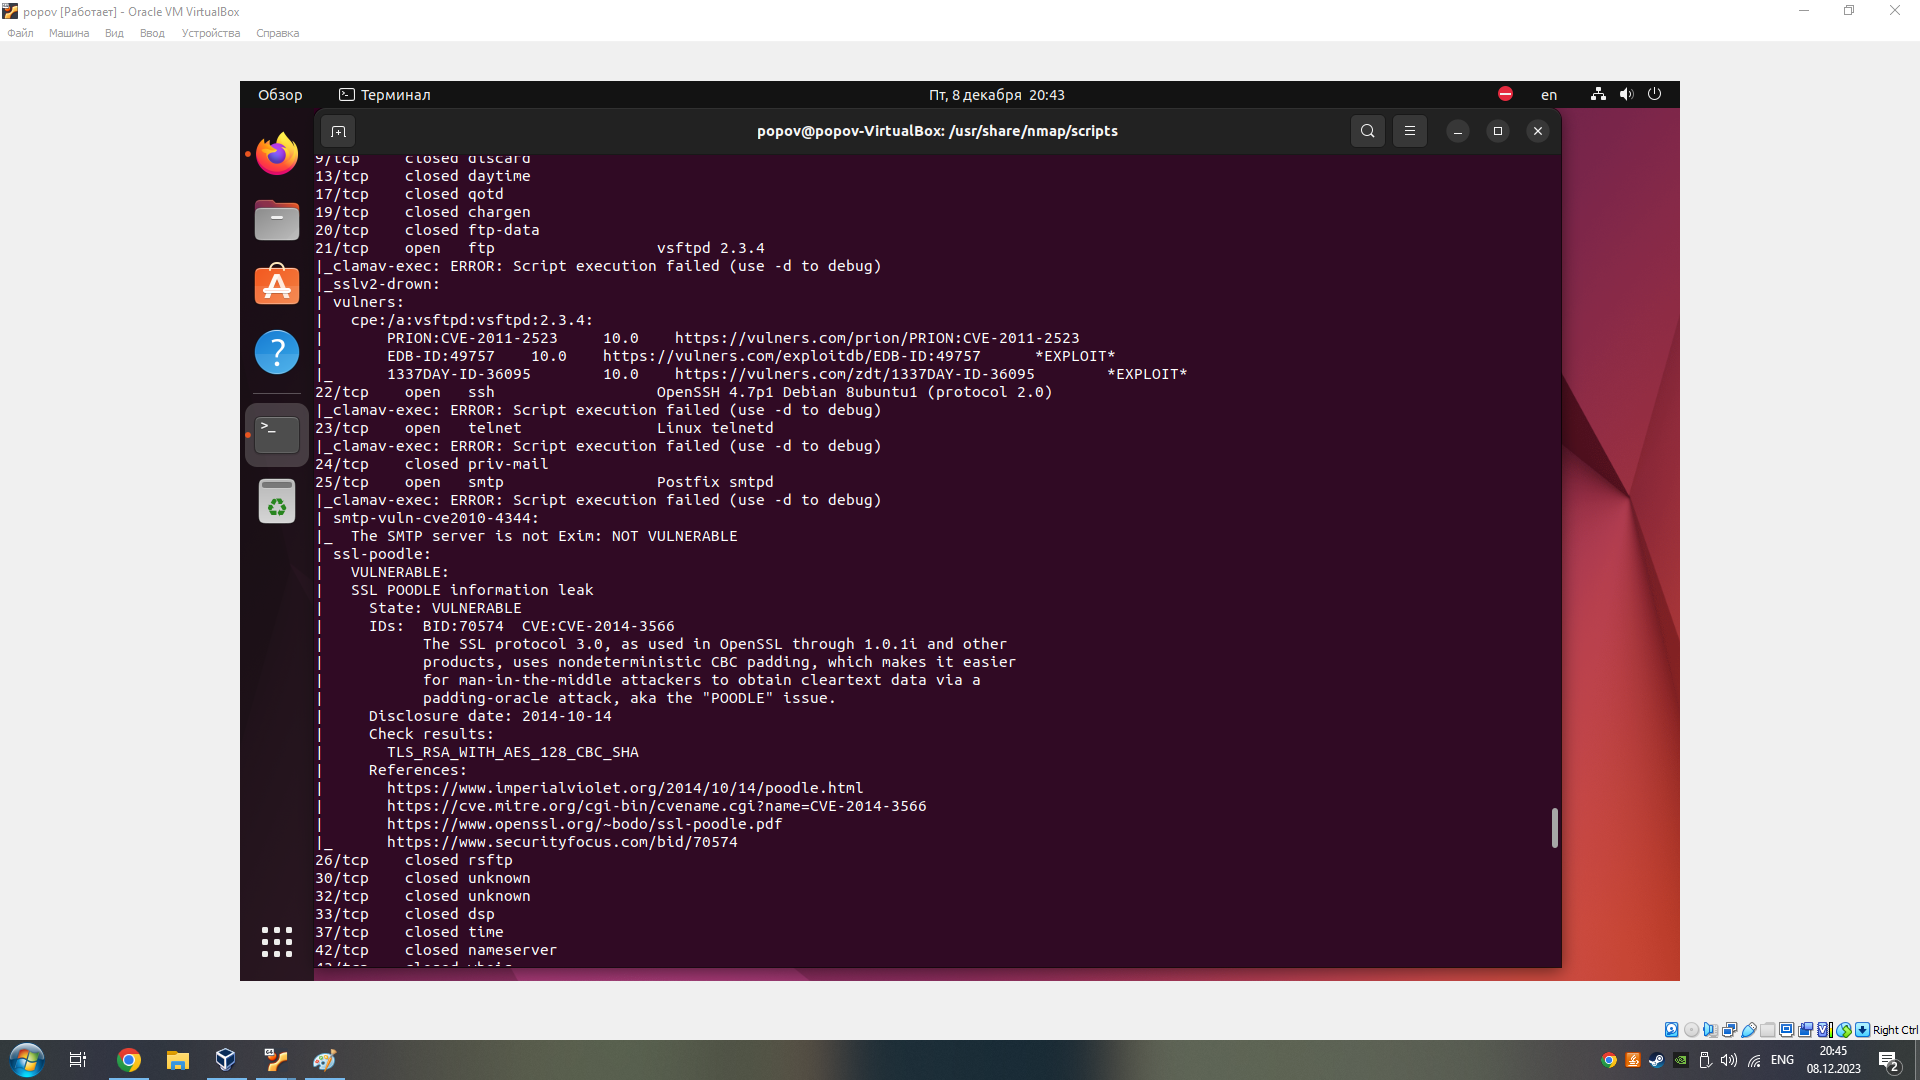 popov [Работает] - Oracle VM VirtualBox
Файл Машина Вид Ввод Устройства Справка
Обзор Терминал Пт, 8 декабря 20:43 en
popov@popov-VirtualBox: /usr/share/nmap/scripts
9/tcp closed discard
13/tcp closed daytime
17/tcp closed qotd
19/tcp closed chargen
20/tcp closed ftp-data
21/tcp open ftp vsftpd 2.3.4
|_clamav-exec: ERROR: Script execution failed (use -d to debug)
|_sslv2-drown:
| vulners:
| cpe:/a:vsftpd:vsftpd:2.3.4:
| PRION:CVE-2011-2523 10.0 https://vulners.com/prion/PRION:CVE-2011-2523
| EDB-ID:49757 10.0 https://vulners.com/exploitdb/EDB-ID:49757 *EXPLOIT*
|_ 1337DAY-ID-36095 10.0 https://vulners.com/zdt/1337DAY-ID-36095 *EXPLOIT*
22/tcp open ssh OpenSSH 4.7p1 Debian 8ubuntu1 (protocol 2.0)
|_clamav-exec: ERROR: Script execution failed (use -d to debug)
23/tcp open telnet Linux telnetd
|_clamav-exec: ERROR: Script execution failed (use -d to debug)
24/tcp closed priv-mail
25/tcp open smtp Postfix smtpd
|_clamav-exec: ERROR: Script execution failed (use -d to debug)
| smtp-vuln-cve2010-4344:
|_ The SMTP server is not Exim: NOT VULNERABLE
| ssl-poodle:
| VULNERABLE:
| SSL POODLE information leak
| State: VULNERABLE
| IDs: BID:70574 CVE:CVE-2014-3566
| The SSL protocol 3.0, as used in OpenSSL through 1.0.1i and other
| products, uses nondeterministic CBC padding, which makes it easier
| for man-in-the-middle attackers to obtain cleartext data via a
| padding-oracle attack, aka the "POODLE" issue.
| Disclosure date: 2014-10-14
| Check results:
| TLS_RSA_WITH_AES_128_CBC_SHA
| References:
| https://www.imperialviolet.org/2014/10/14/poodle.html
| https://cve.mitre.org/cgi-bin/cvename.cgi?name=CVE-2014-3566
| https://www.openssl.org/~bodo/ssl-poodle.pdf
|_ https://www.securityfocus.com/bid/70574
26/tcp closed rsftp
30/tcp closed unknown
32/tcp closed unknown
33/tcp closed dsp
37/tcp closed time
42/tcp closed nameserver
Right Ctrl
ENG
20:45
08.12.2023
2